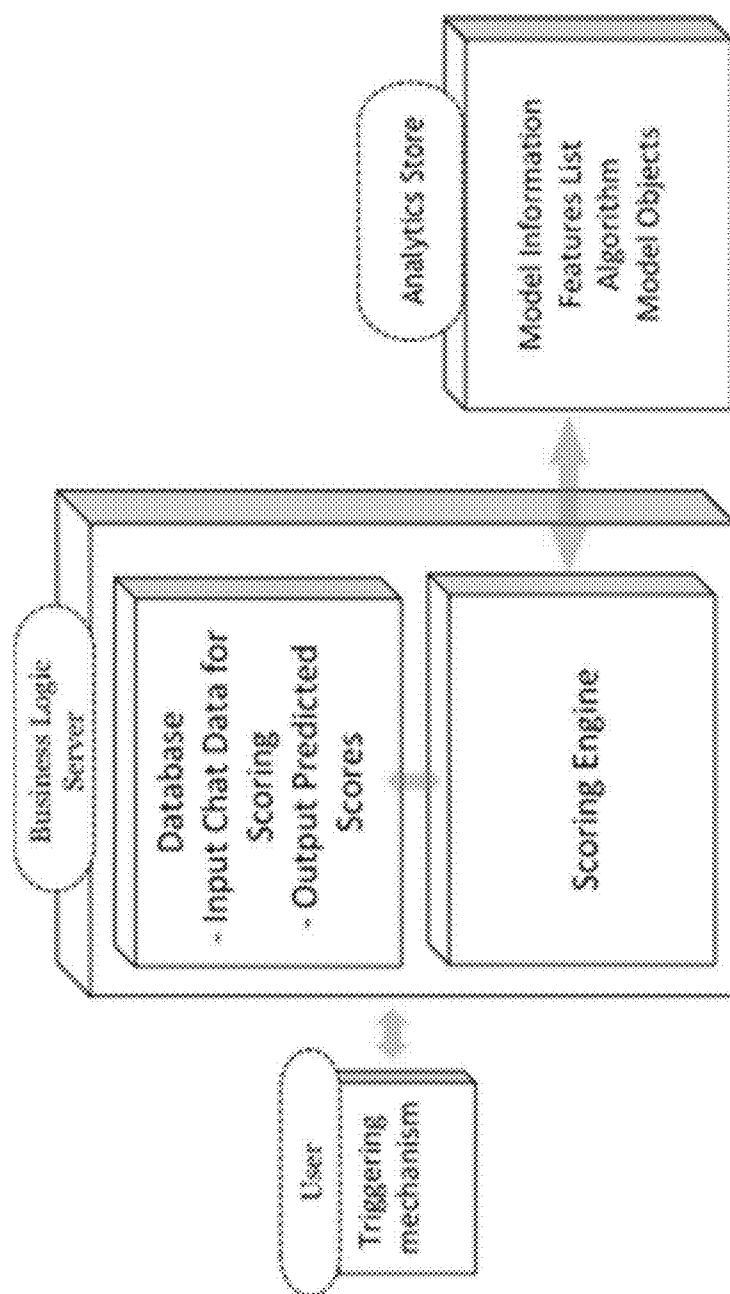 User
Triggering
mechanism
Business Logic
Server
Database
- Input Chat Data for
Scoring
- Output Predicted
Scores
Scoring Engine
Analytics Store
Model Information
Features List
Algorithm
Model Objects